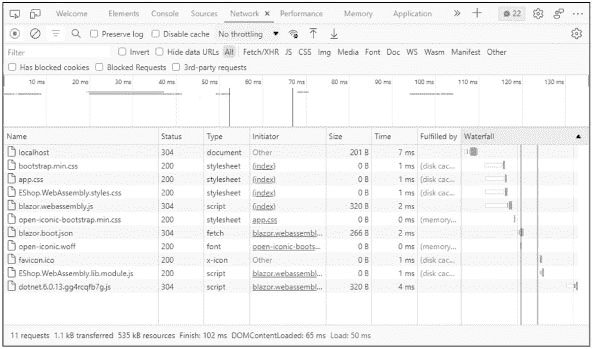 Welcome Elements Console Sources Network Performance Memory Application 22
Preserve log Disable cache No throttling
Filter Invert Hide data URLs All Fetch/XHR JS CSS Img Media Font Doc WS Wasm Manifest Other
Has blocked cookies Blocked Requests 3rd-party requests
10 ms 20 ms 30 ms 40 ms 50 ms 60 ms 70 ms 80 ms 90 ms 100 ms 110 ms 120 ms 130 ms
Name Status Type Initiator Size Time Fulfilled by Waterfall
localhost 304 document Other 201 B 7 ms
bootstrap.min.css 200 stylesheet (index) 0 B 1 ms (disk cac...
app.css 200 stylesheet (index) 0 B 1 ms (disk cac...
EShop.WebAssembly.styles.css 200 stylesheet (index) 0 B 1 ms (disk cac...
blazor.webassembly.js 304 script (index) 320 B 2 ms
open-iconic-bootstrap.min.css 200 stylesheet app.css 0 B 0 ms (memory...
blazor.boot.json 304 fetch blazor.webassembl... 266 B 2 ms
open-iconic.woff 200 font open-iconic-boots... 0 B 0 ms (memory...
favicon.ico 200 x-icon Other 0 B 1 ms (disk cac...
EShop.WebAssembly.lib.module.js 200 script blazor.webassembl... 0 B 1 ms (disk cac...
dotnet.6.0.13.gg4rcqfb7g.js 304 script blazor.webassembl... 320 B 4 ms
11 requests 1.1 kB transferred 535 kB resources Finish: 102 ms DOMContentLoaded: 65 ms Load: 50 ms